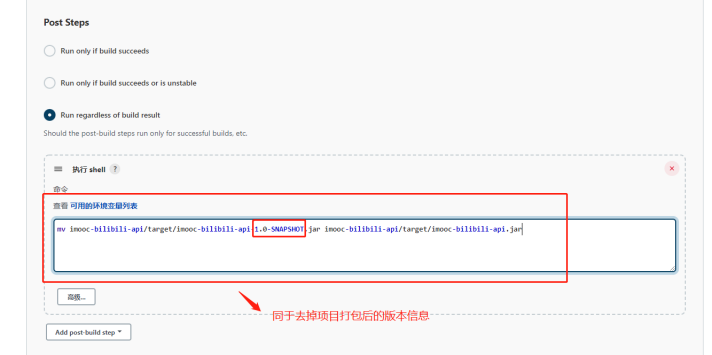 Post Steps
Run only if build succeeds
Run only if build succeeds or is unstable
Run regardless of build result
Should the post-build steps run only for successful builds, etc.
执行 shell ?
命令
查看 可用的环境变量列表
mv imooc-bilibili-api/target/imooc-bilibili-api-1.0-SNAPSHOT.jar imooc-bilibili-api/target/imooc-bilibili-api.jar
高级...
同于去掉项目打包后的版本信息
Add post-build step